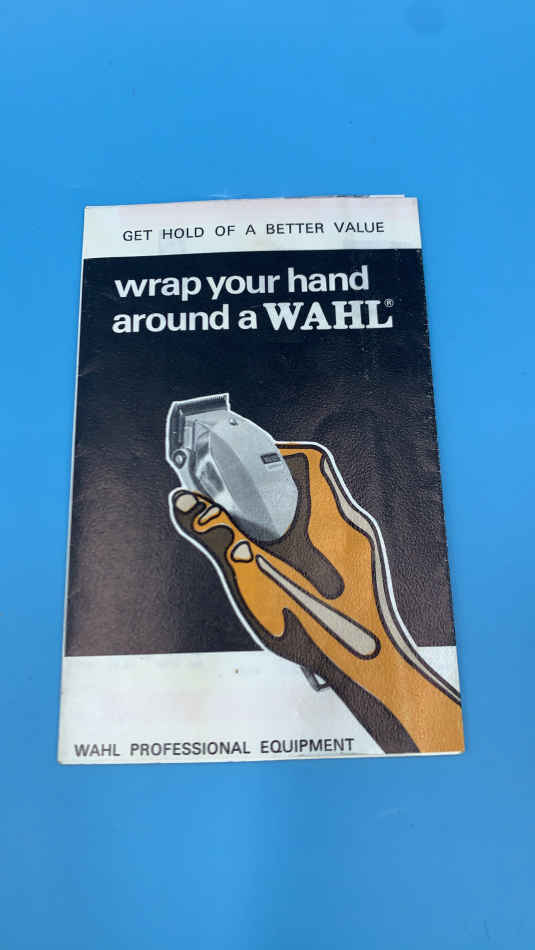 GET HOLD OF A BETTER VALUE
wrap your hand
around a WAHL®
WAHL PROFESSIONAL EQUIPMENT